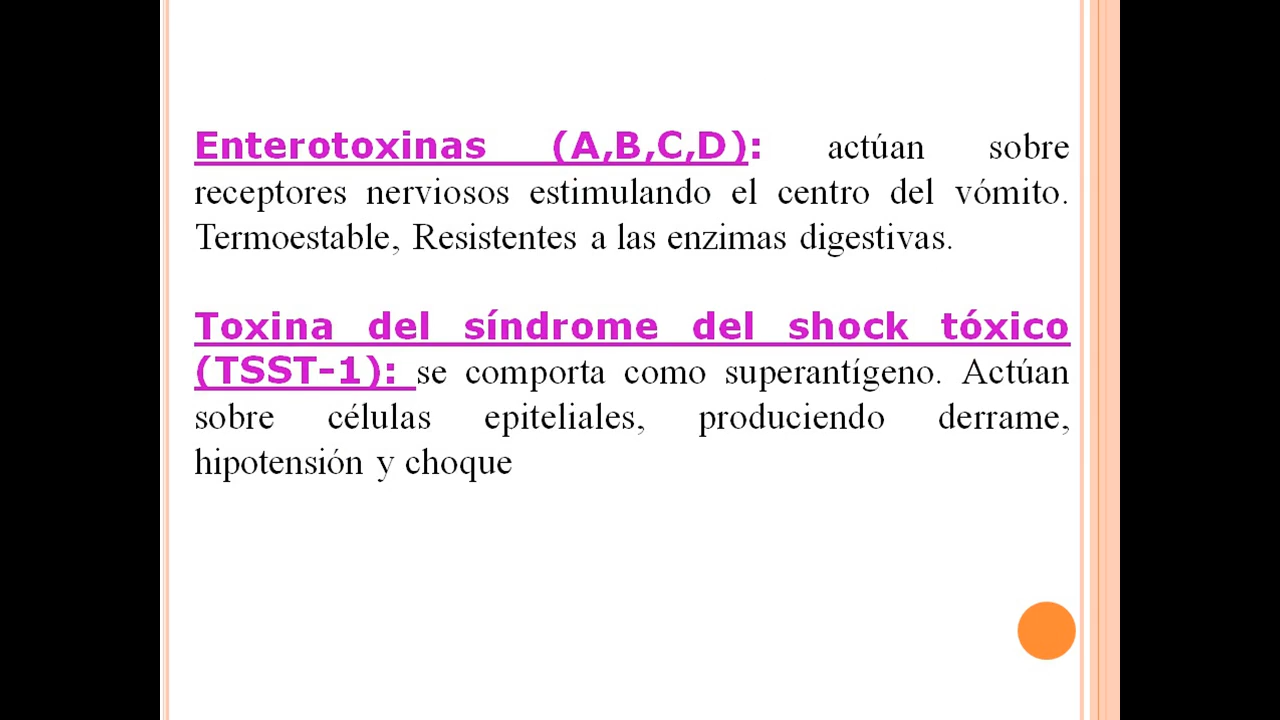 Enterotoxinas (A,B,C,D): actúan sobre
receptores nerviosos estimulando el centro del vómito.
Termoestable, Resistentes a las enzimas digestivas.
Toxina del síndrome del shock tóxico
(TSST-1): se comporta como superantígeno. Actúan
sobre células epiteliales, produciendo derrame,
hipotensión y choque